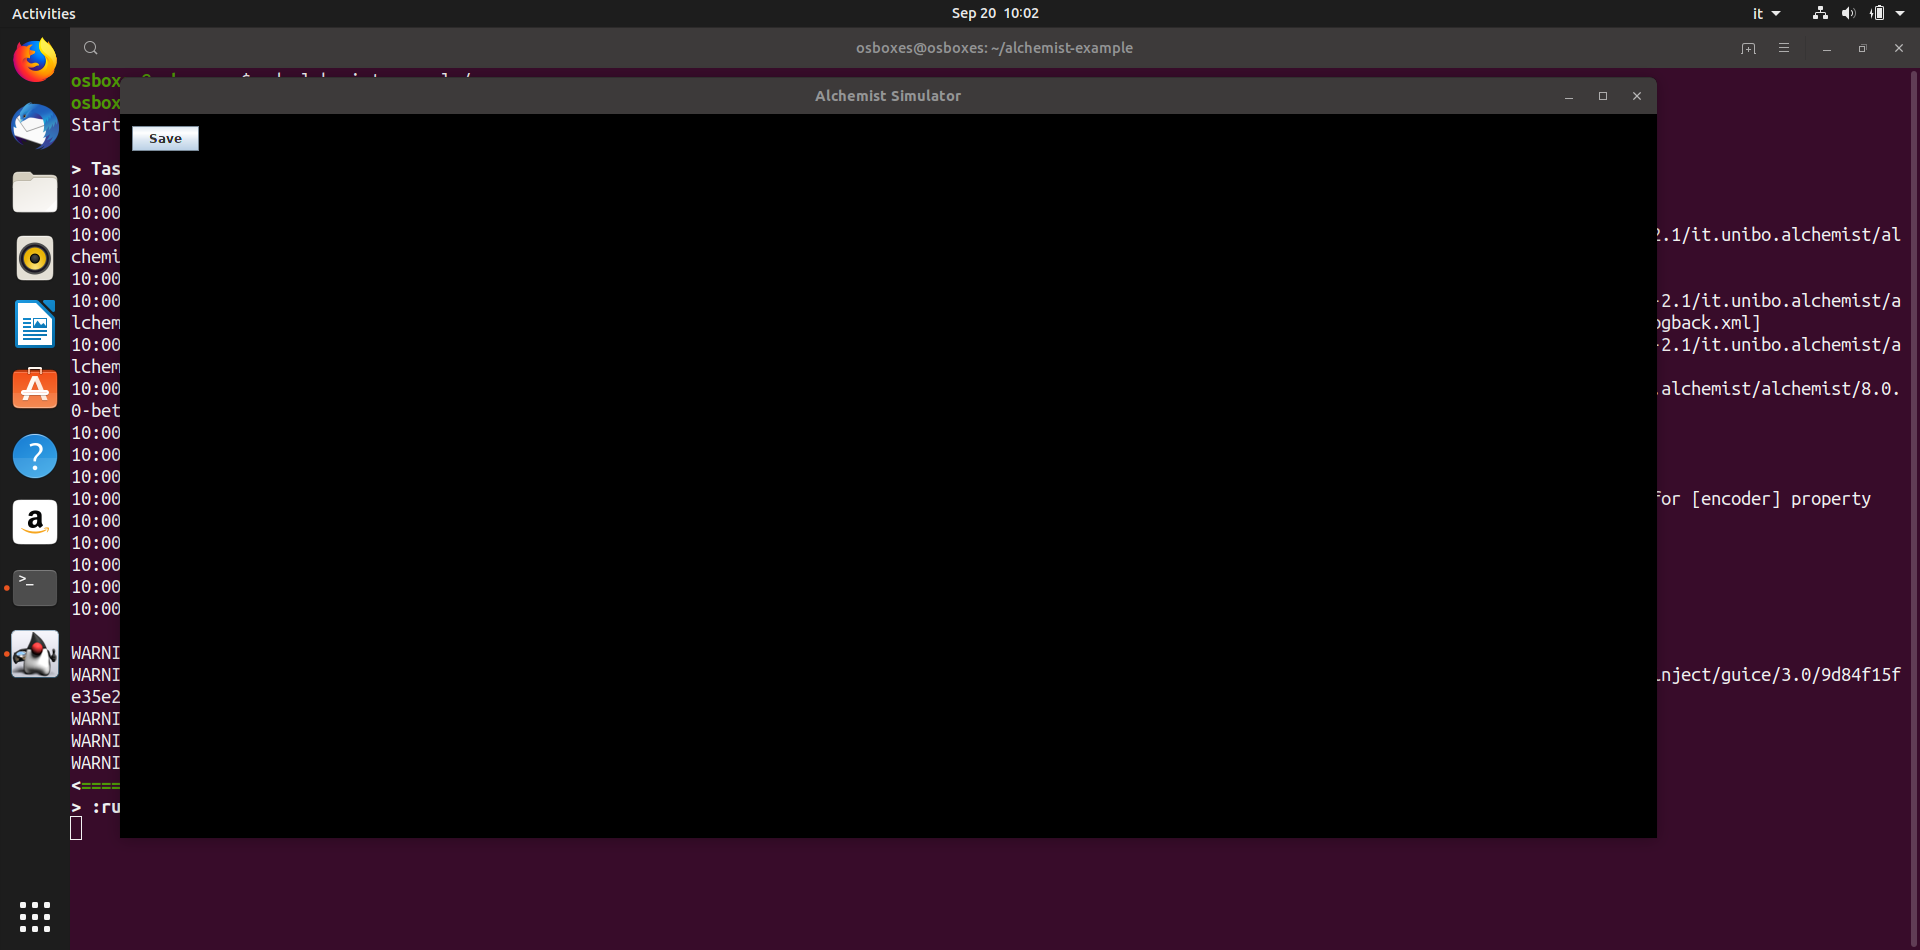 Activities
Sep 20 10:02
it
osboxes@osboxes: ~/alchemist-example
Alchemist Simulator
Save
Start
> Tas
10:00
10:00
10:00 2.1/it.unibo.alchemist/al
chemi
10:00
10:00 -2.1/it.unibo.alchemist/a
lchem ogback.xml]
10:00 -2.1/it.unibo.alchemist/a
lchem
10:00 .alchemist/alchemist/8.0.
0-bet
10:00
10:00
10:00
10:00 for [encoder] property
10:00
10:00
10:00
10:00
10:00
WARNI
WARNI inject/guice/3.0/9d84f15f
e35e2
WARNI
WARNI
WARNI
<====
> :ru